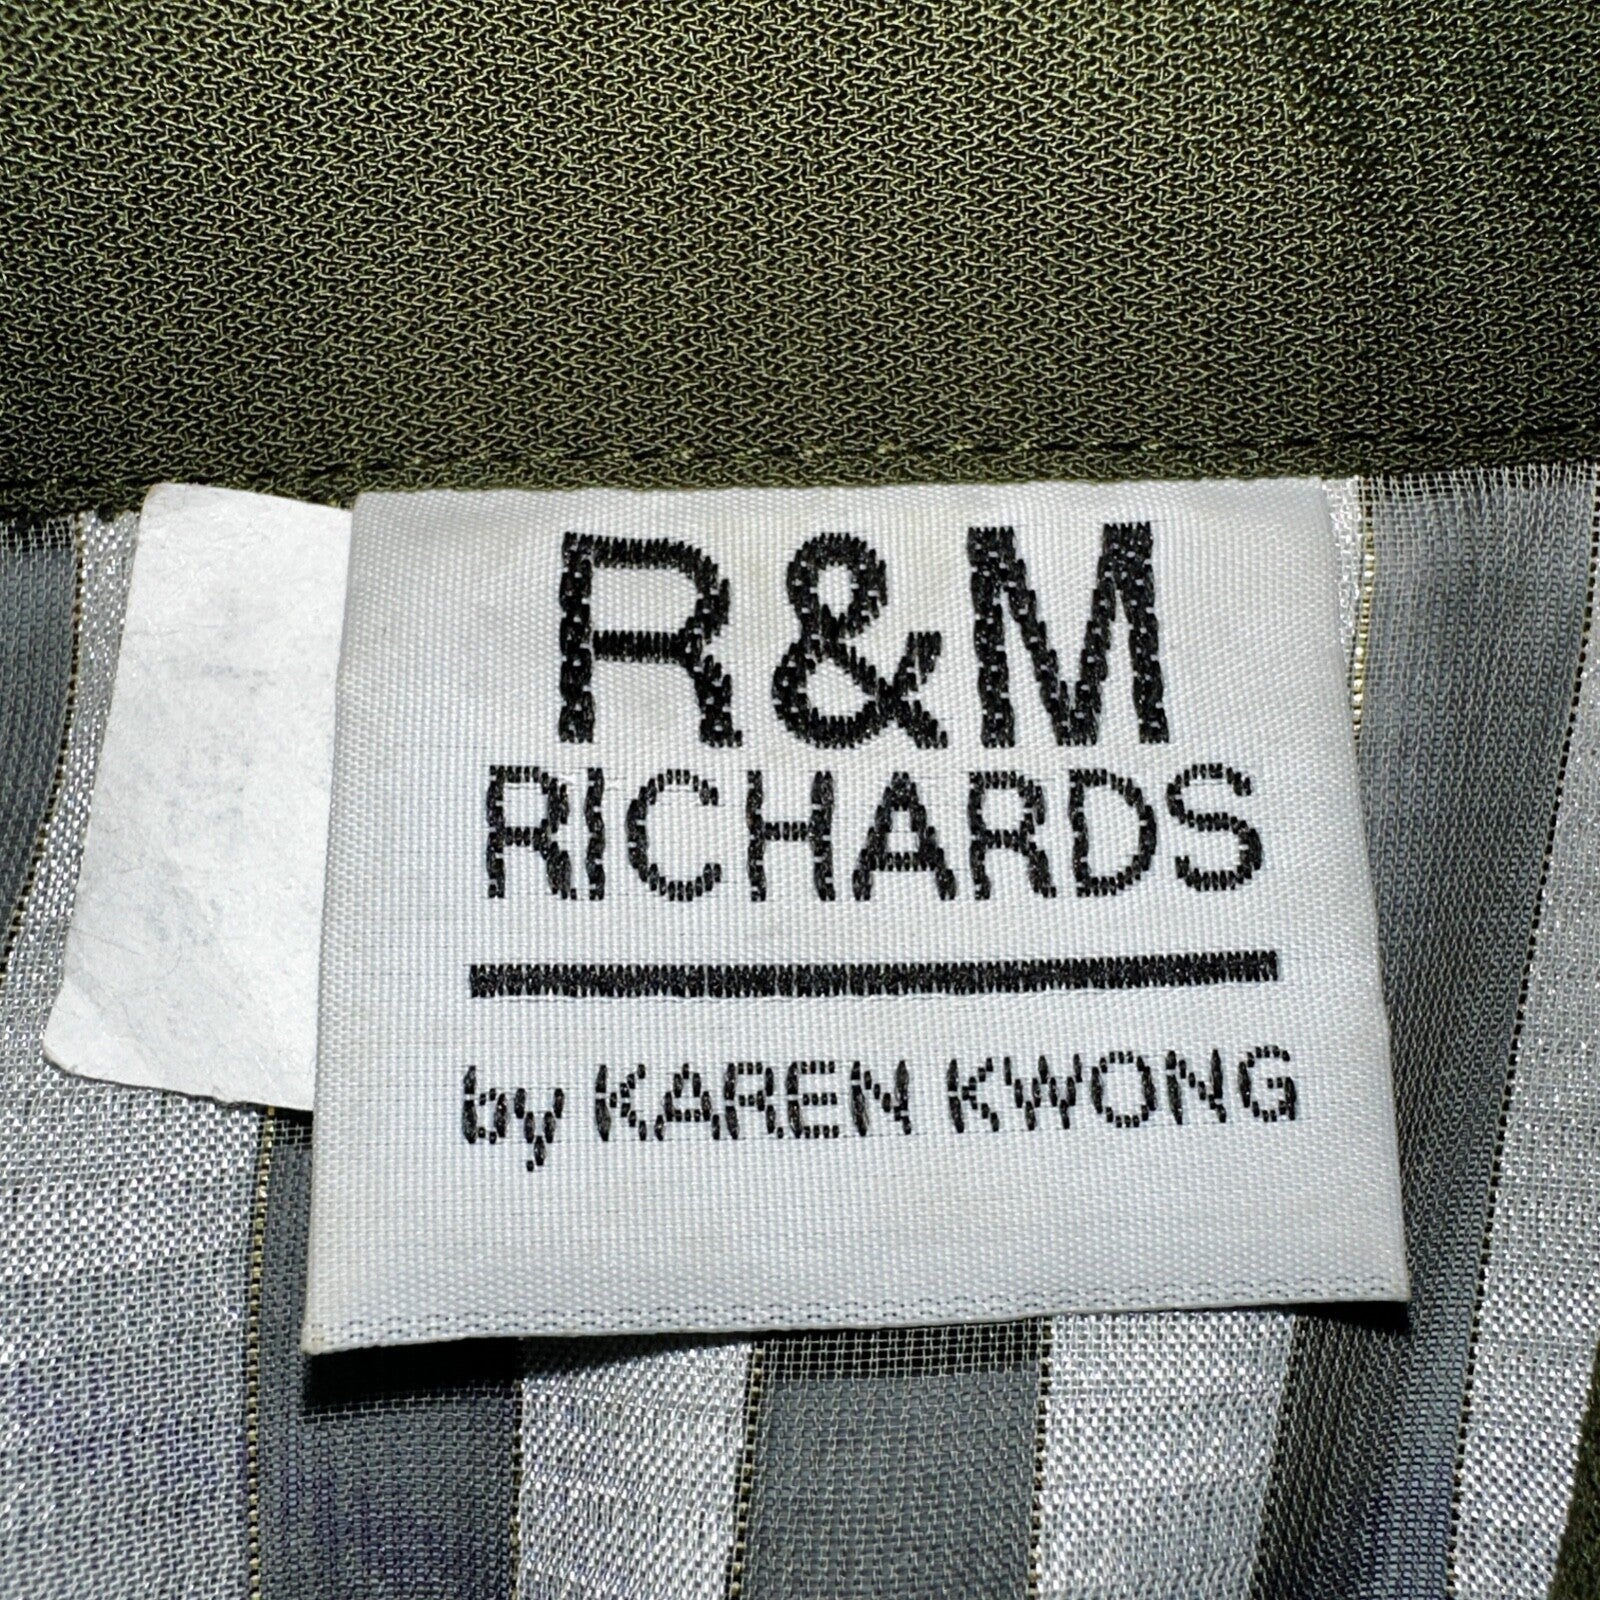 R&M
RICHARDS
by KAREN KWONG